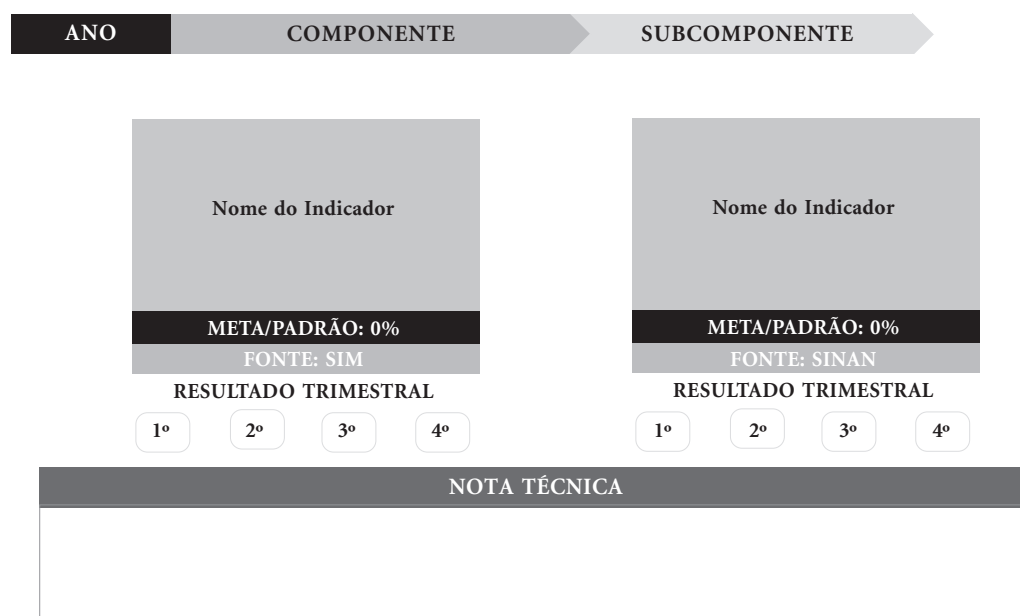 ANO COMPONENTE SUBCOMPONENTE
Nome do Indicador
META/PADRÃO: 0%
FONTE: SIM
RESULTADO TRIMESTRAL
1º 2º 3º 4º
Nome do Indicador
META/PADRÃO: 0%
FONTE: SINAN
RESULTADO TRIMESTRAL
1º 2º 3º 4º
NOTA TÉCNICA